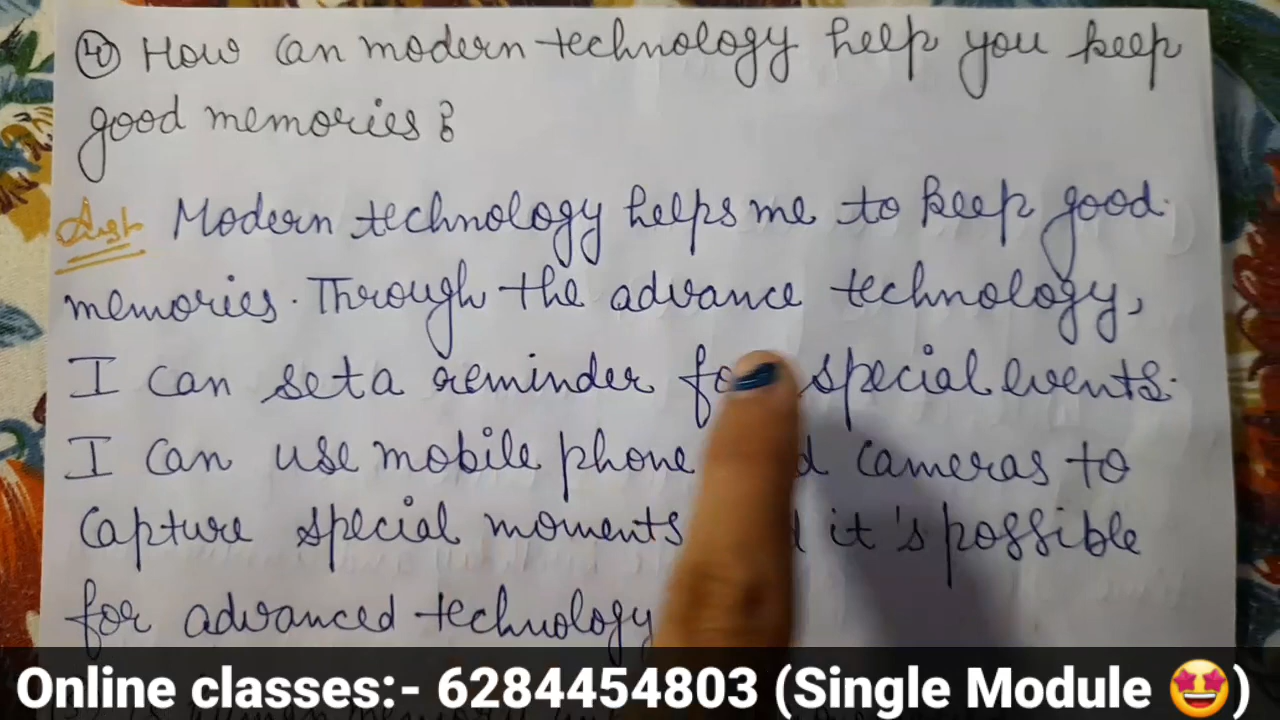 ④ How can modern technology help you keep
good memories?
Ans:- Modern technology helps me to keep good
memories. Through the advance technology,
I can set a reminder for special events.
I can use mobile phone cameras to
capture special moments it's possible
for advanced technology
Online classes:- 6284454803 (Single Module 🤩)